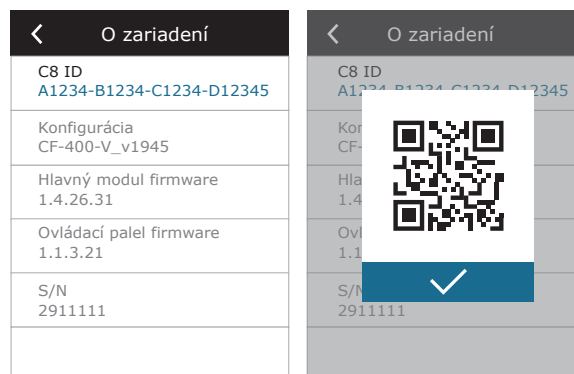 O zariadení
C8 ID
A1234-B1234-C1234-D12345
Konfigurácia
CF-400-V_v1945
Hlavný modul firmware
1.4.26.31
Ovládací palel firmware
1.1.3.21
S/N
2911111
O zariadení
C8 ID
A1234-B1234-C1234-D12345
Kon
CF-
Hla
1.4
Ovl
1.1
S/N
2911111